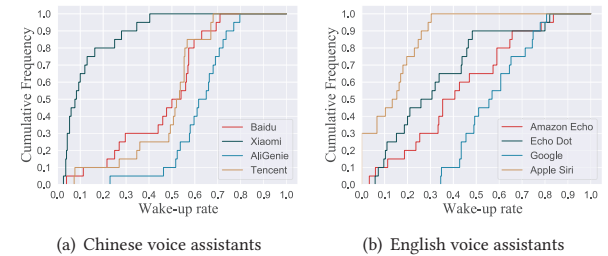 Cumulative Frequency
1.0
0.9
0.8
0.7
0.6
0.5
0.4
0.3
0.2
0.1
0.0
Baidu
Xiaomi
AliGenie
Tencent
0.0 0.1 0.2 0.3 0.4 0.5 0.6 0.7 0.8 0.9 1.0
Wake-up rate
(a) Chinese voice assistants
Cumulative Frequency
1.0
0.9
0.8
0.7
0.6
0.5
0.4
0.3
0.2
0.1
0.0
Amazon Echo
Echo Dot
Google
Apple Siri
0.0 0.1 0.2 0.3 0.4 0.5 0.6 0.7 0.8 0.9 1.0
Wake-up rate
(b) English voice assistants